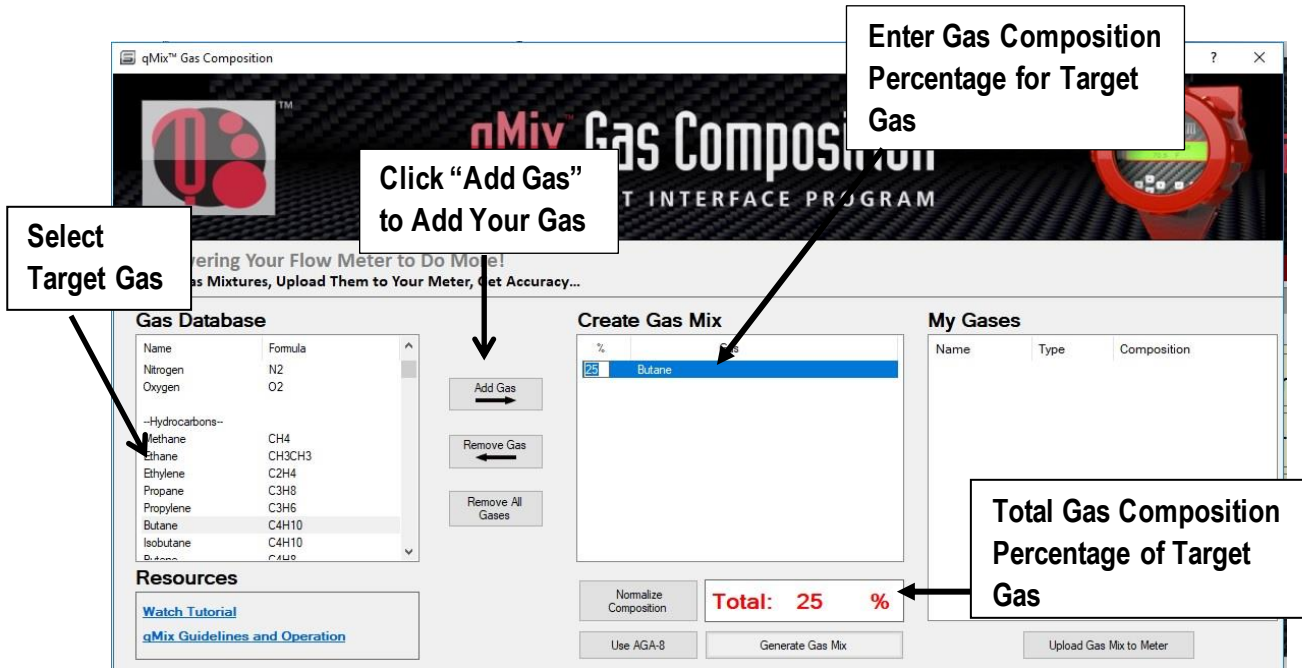 qMix™ Gas Composition
? ×
Enter Gas Composition
Percentage for Target
Gas
TM
Gas
INTERFACE PROGRAM
Click “Add Gas”
to Add Your Gas
Select
Target Gas
Your Flow Meter to Do More!
Mixtures, Upload Them to Your Meter, Get Accuracy...
Gas Database
Name Formula
Nitrogen N2
Oxygen O2
--Hydrocarbons--
Methane CH4
Ethane CH3CH3
Ethylene C2H4
Propane C3H8
Propylene C3H6
Butane C4H10
Isobutane C4H10
Add Gas
Remove Gas
Remove All
Gases
Create Gas Mix
% Gas
25 Butane
My Gases
Name Type Composition
Total Gas Composition
Percentage of Target
Gas
Resources
Watch Tutorial
qMix Guidelines and Operation
Normalize
Composition
Total: 25 %
Use AGA-8
Generate Gas Mix
Upload Gas Mix to Meter